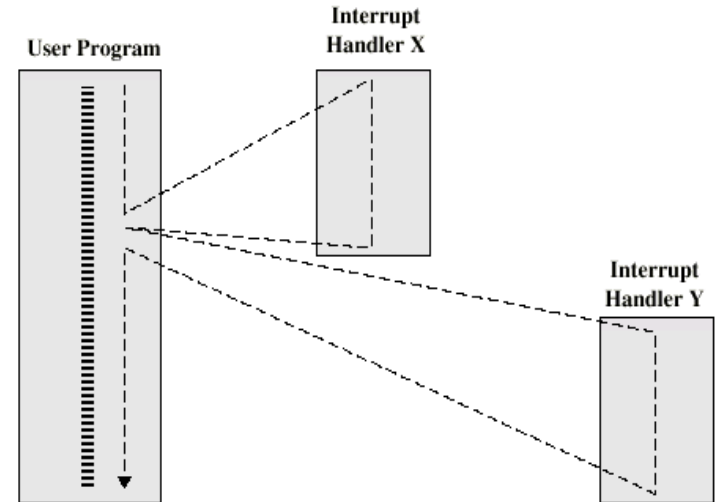 User Program
Interrupt
Handler X
Interrupt
Handler Y